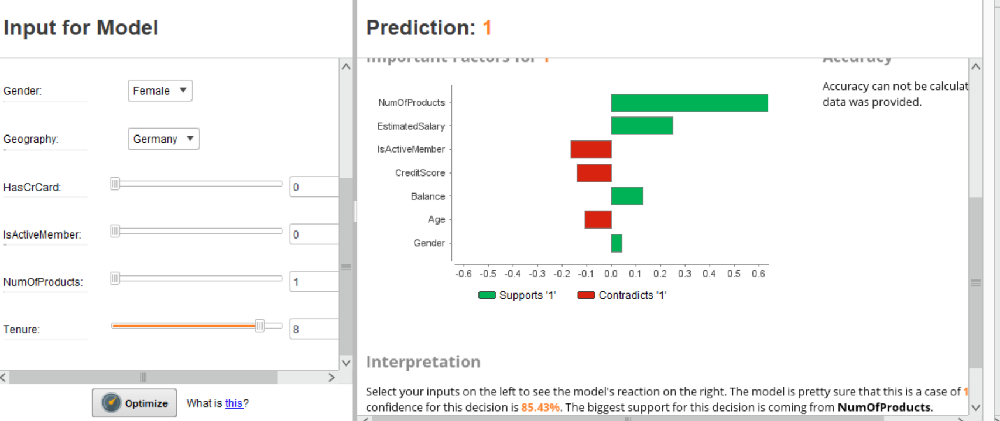 Input for Model
Gender:
Female
Geography:
Germany
HasCrCard:
0
IsActiveMember:
0
NumOfProducts:
1
Tenure:
8
Optimize
What is this?
Prediction: 1
Important Factors for 1
NumOfProducts
EstimatedSalary
IsActiveMember
CreditScore
Balance
Age
Gender
-0.6 -0.5 -0.4 -0.3 -0.2 -0.1 0.0 0.1 0.2 0.3 0.4 0.5 0.6
Supports '1' Contradicts '1'
Accuracy
Accuracy can not be calculat
data was provided.
Interpretation
Select your inputs on the left to see the model's reaction on the right. The model is pretty sure that this is a case of 1
confidence for this decision is 85.43%. The biggest support for this decision is coming from NumOfProducts.